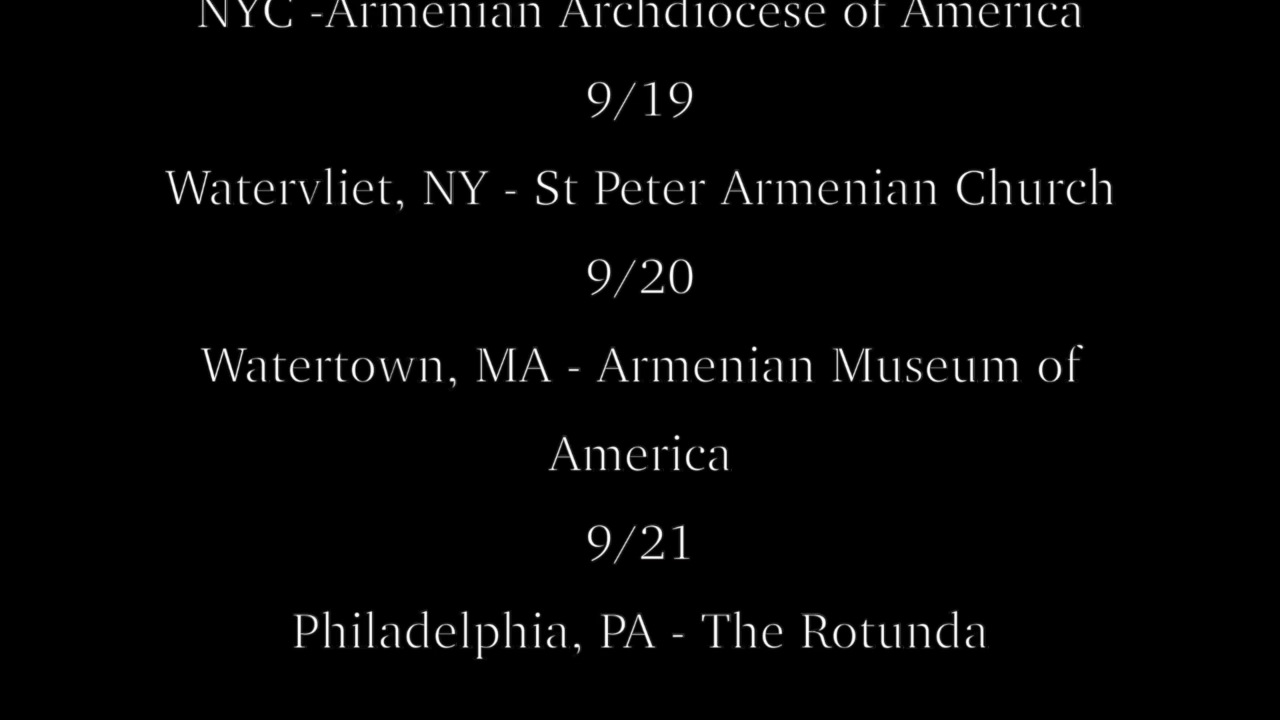 NYC -Armenian Archdiocese of America
9/19
Watervliet, NY - St Peter Armenian Church
9/20
Watertown, MA - Armenian Museum of
America
9/21
Philadelphia, PA - The Rotunda